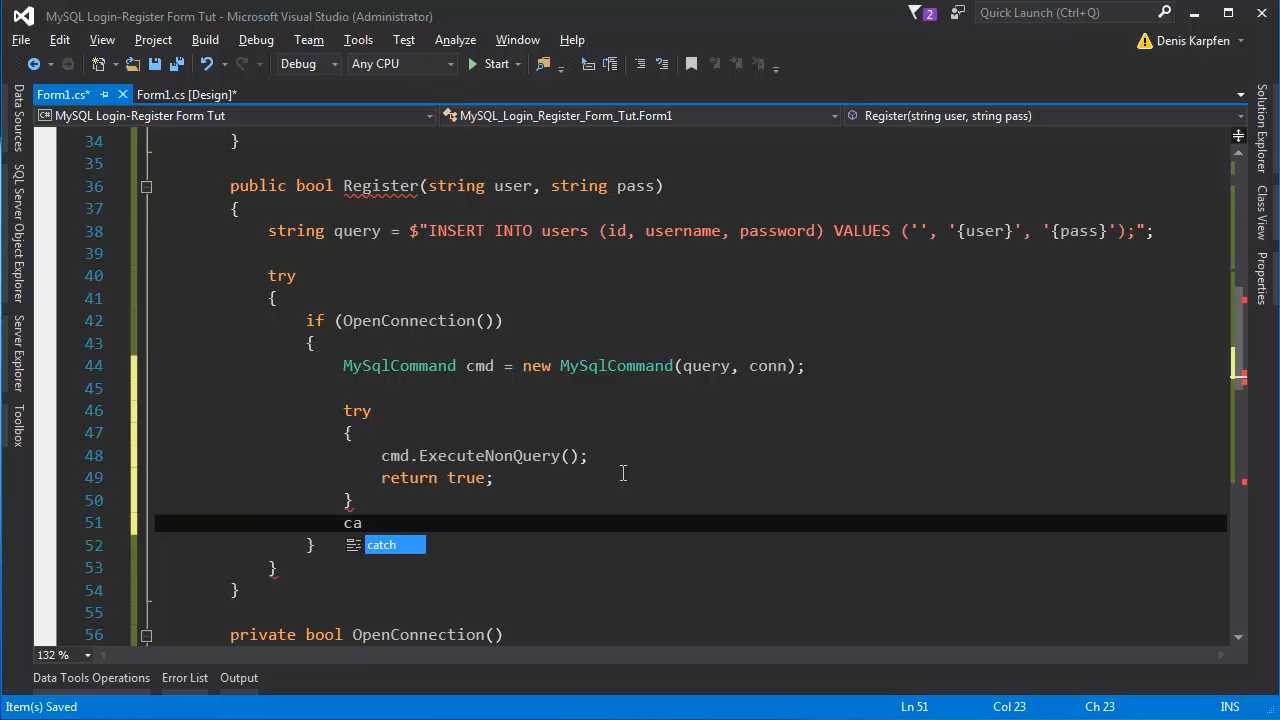 MySQL Login-Register Form Tut - Microsoft Visual Studio (Administrator)
2
Quick Launch (Ctrl+Q)
File Edit View Project Build Debug Team Tools Test Analyze Window Help
Denis Karpfen
Debug Any CPU Start
Form1.cs* Form1.cs [Design]*
C# MySQL Login-Register Form Tut MySQL_Login_Register_Form_Tut.Form1 Register(string user, string pass)
Data Sources
SQL Server Object Explorer
Server Explorer
Toolbox
34 }
35
36 public bool Register(string user, string pass)
37 {
38 string query = $"INSERT INTO users (id, username, password) VALUES ('', '{user}', '{pass}');";
39
40 try
41 {
42 if (OpenConnection())
43 {
44 MySqlCommand cmd = new MySqlCommand(query, conn);
45
46 try
47 {
48 cmd.ExecuteNonQuery();
49 return true;
50 }
51 ca
catch
52 }
53 }
54 }
55
56 private bool OpenConnection()
Solution Explorer
Class View
Properties
132 %
Data Tools Operations Error List Output
Item(s) Saved Ln 51 Col 23 Ch 23 INS